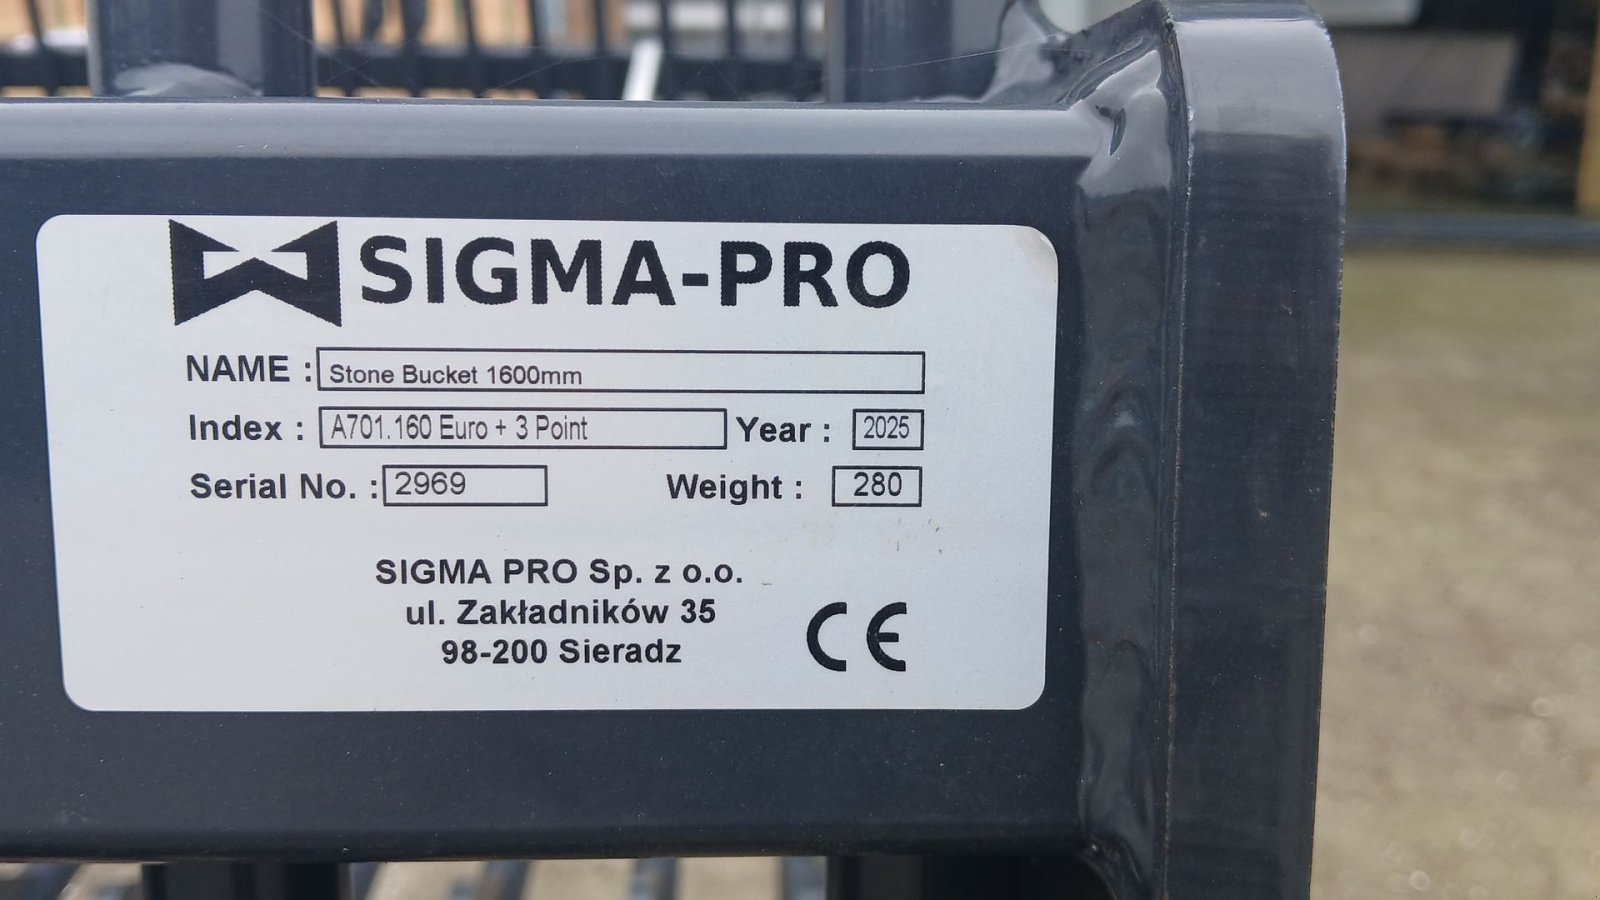 SIGMA-PRO
NAME : Stone Bucket 1600mm
Index : A701.160 Euro + 3 Point Year : 2025
Serial No. : 2969 Weight : 280
SIGMA PRO Sp. z o.o.
ul. Zakładników 35
98-200 Sieradz
CE